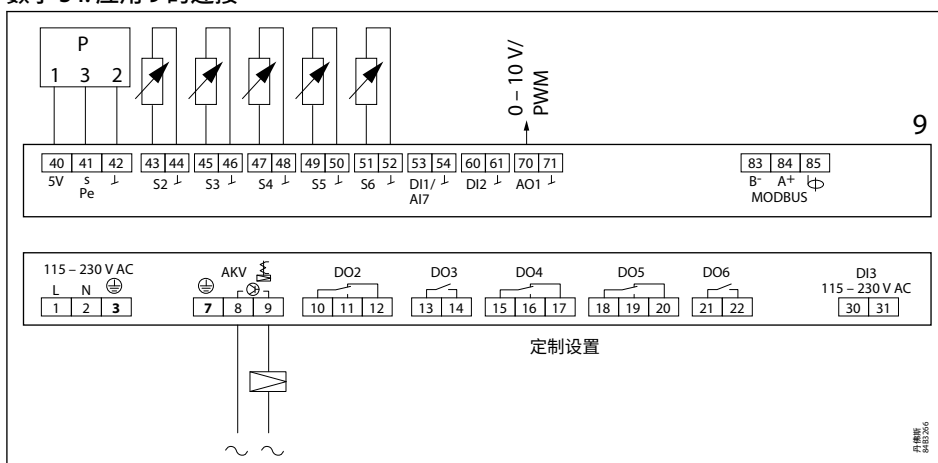 P
1 3 2
0 – 10 V/
PWM
9
40 41 42 43 44 45 46 47 48 49 50 51 52 53 54 60 61 70 71 83 84 85
5V s S2 S3 S4 S5 S6 DI1/ DI2 AO1 B- A+
Pe AI7 MODBUS
115 – 230 V AC AKV DO2 DO3 DO4 DO5 DO6 DI3
L N 115 – 230 V AC
1 2 3 7 8 9 10 11 12 13 14 15 16 17 18 19 20 21 22 30 31
定制设置
丹佛斯
84B3266